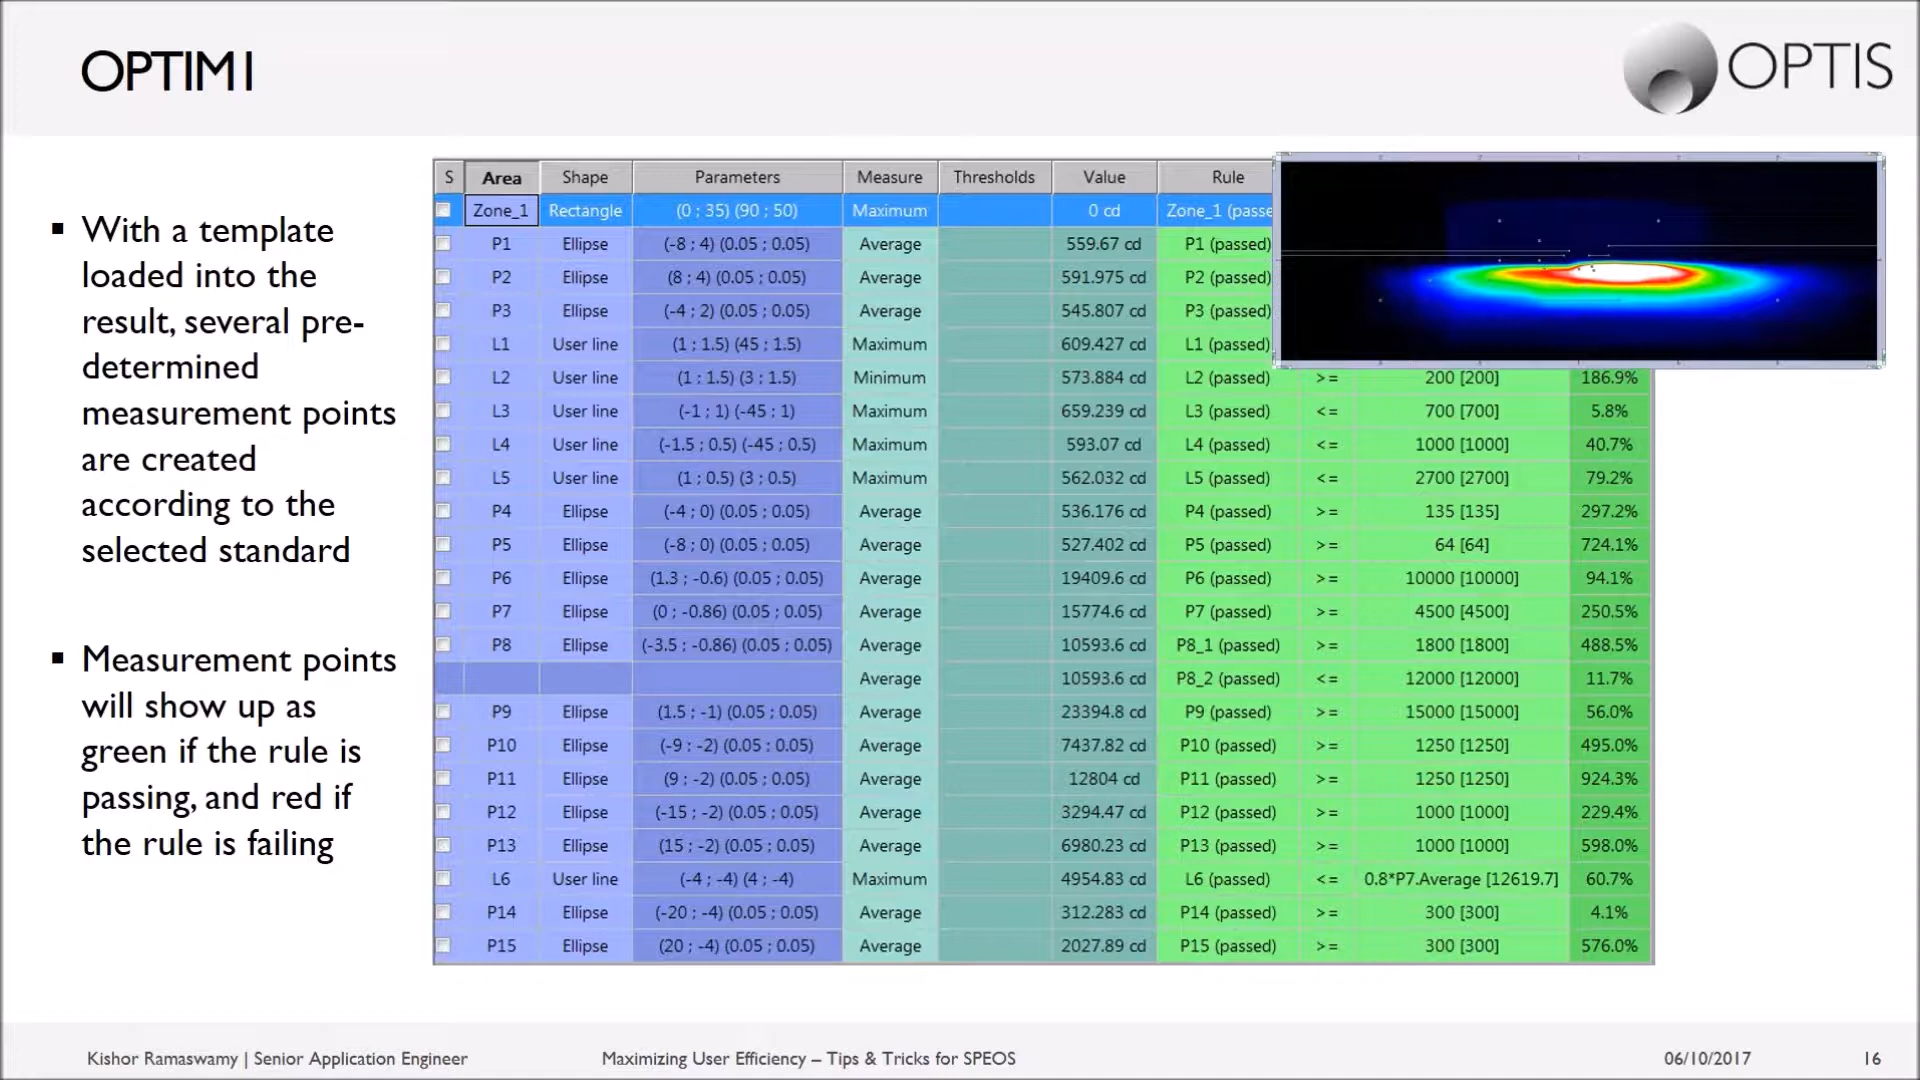 OPTIM1
OPTIS
▪ With a template
loaded into the
result, several pre-
determined
measurement points
are created
according to the
selected standard
▪ Measurement points
will show up as
green if the rule is
passing, and red if
the rule is failing
S Area Shape Parameters Measure Thresholds Value Rule
Zone_1 Rectangle (0 ; 35) (90 ; 50) Maximum 0 cd Zone_1 (passe
P1 Ellipse (-8 ; 4) (0.05 ; 0.05) Average 559.67 cd P1 (passed)
P2 Ellipse (8 ; 4) (0.05 ; 0.05) Average 591.975 cd P2 (passed)
P3 Ellipse (-4 ; 2) (0.05 ; 0.05) Average 545.807 cd P3 (passed)
L1 User line (1 ; 1.5) (45 ; 1.5) Maximum 609.427 cd L1 (passed)
L2 User line (1 ; 1.5) (3 ; 1.5) Minimum 573.884 cd L2 (passed) >= 200 [200] 186.9%
L3 User line (-1 ; 1) (-45 ; 1) Maximum 659.239 cd L3 (passed) <= 700 [700] 5.8%
L4 User line (-1.5 ; 0.5) (-45 ; 0.5) Maximum 593.07 cd L4 (passed) <= 1000 [1000] 40.7%
L5 User line (1 ; 0.5) (3 ; 0.5) Maximum 562.032 cd L5 (passed) <= 2700 [2700] 79.2%
P4 Ellipse (-4 ; 0) (0.05 ; 0.05) Average 536.176 cd P4 (passed) >= 135 [135] 297.2%
P5 Ellipse (-8 ; 0) (0.05 ; 0.05) Average 527.402 cd P5 (passed) >= 64 [64] 724.1%
P6 Ellipse (1.3 ; -0.6) (0.05 ; 0.05) Average 19409.6 cd P6 (passed) >= 10000 [10000] 94.1%
P7 Ellipse (0 ; -0.86) (0.05 ; 0.05) Average 15774.6 cd P7 (passed) >= 4500 [4500] 250.5%
P8 Ellipse (-3.5 ; -0.86) (0.05 ; 0.05) Average 10593.6 cd P8_1 (passed) >= 1800 [1800] 488.5%
Average 10593.6 cd P8_2 (passed) <= 12000 [12000] 11.7%
P9 Ellipse (1.5 ; -1) (0.05 ; 0.05) Average 23394.8 cd P9 (passed) >= 15000 [15000] 56.0%
P10 Ellipse (-9 ; -2) (0.05 ; 0.05) Average 7437.82 cd P10 (passed) >= 1250 [1250] 495.0%
P11 Ellipse (9 ; -2) (0.05 ; 0.05) Average 12804 cd P11 (passed) >= 1250 [1250] 924.3%
P12 Ellipse (-15 ; -2) (0.05 ; 0.05) Average 3294.47 cd P12 (passed) >= 1000 [1000] 229.4%
P13 Ellipse (15 ; -2) (0.05 ; 0.05) Average 6980.23 cd P13 (passed) >= 1000 [1000] 598.0%
L6 User line (-4 ; -4) (4 ; -4) Maximum 4954.83 cd L6 (passed) <= 0.8*P7.Average [12619.7] 60.7%
P14 Ellipse (-20 ; -4) (0.05 ; 0.05) Average 312.283 cd P14 (passed) >= 300 [300] 4.1%
P15 Ellipse (20 ; -4) (0.05 ; 0.05) Average 2027.89 cd P15 (passed) >= 300 [300] 576.0%
Kishor Ramaswamy | Senior Application Engineer Maximizing User Efficiency – Tips & Tricks for SPEOS 06/10/2017 16